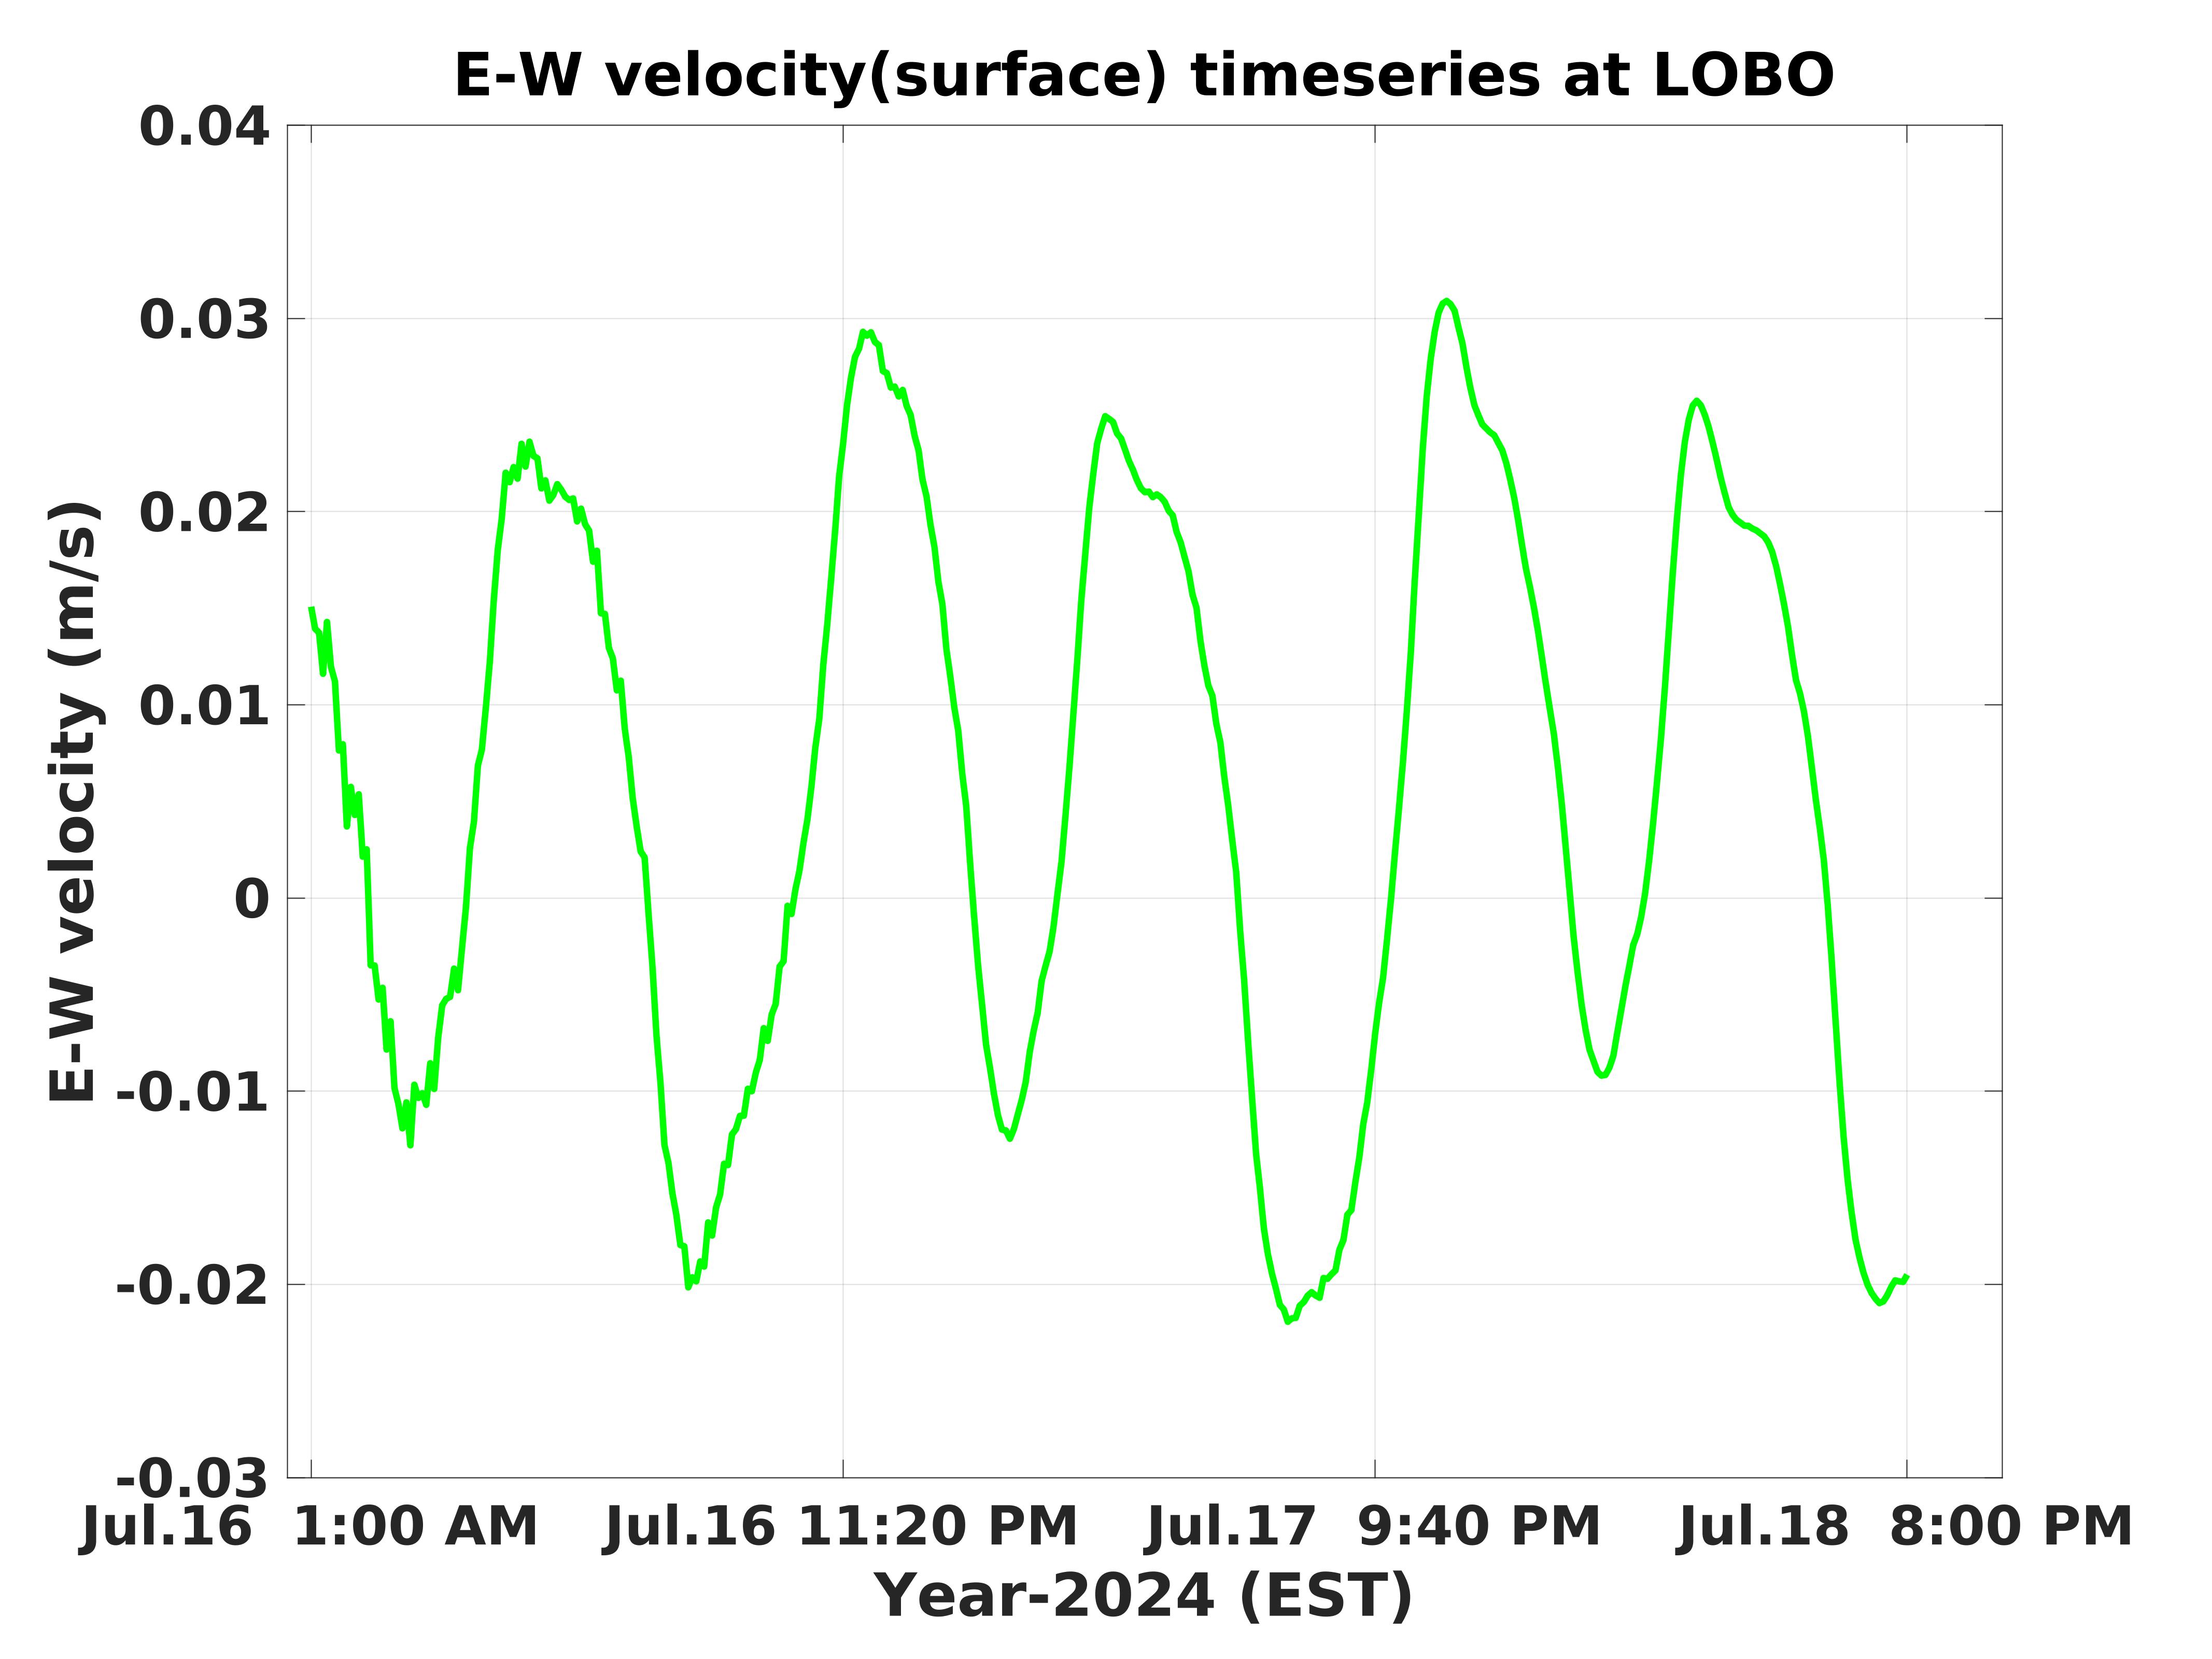 E-W velocity(surface) timeseries at LOBO
E-W velocity (m/s)
0.04
0.03
0.02
0.01
0
-0.01
-0.02
-0.03
Jul.16 1:00 AM Jul.16 11:20 PM Jul.17 9:40 PM Jul.18 8:00 PM
Year-2024 (EST)